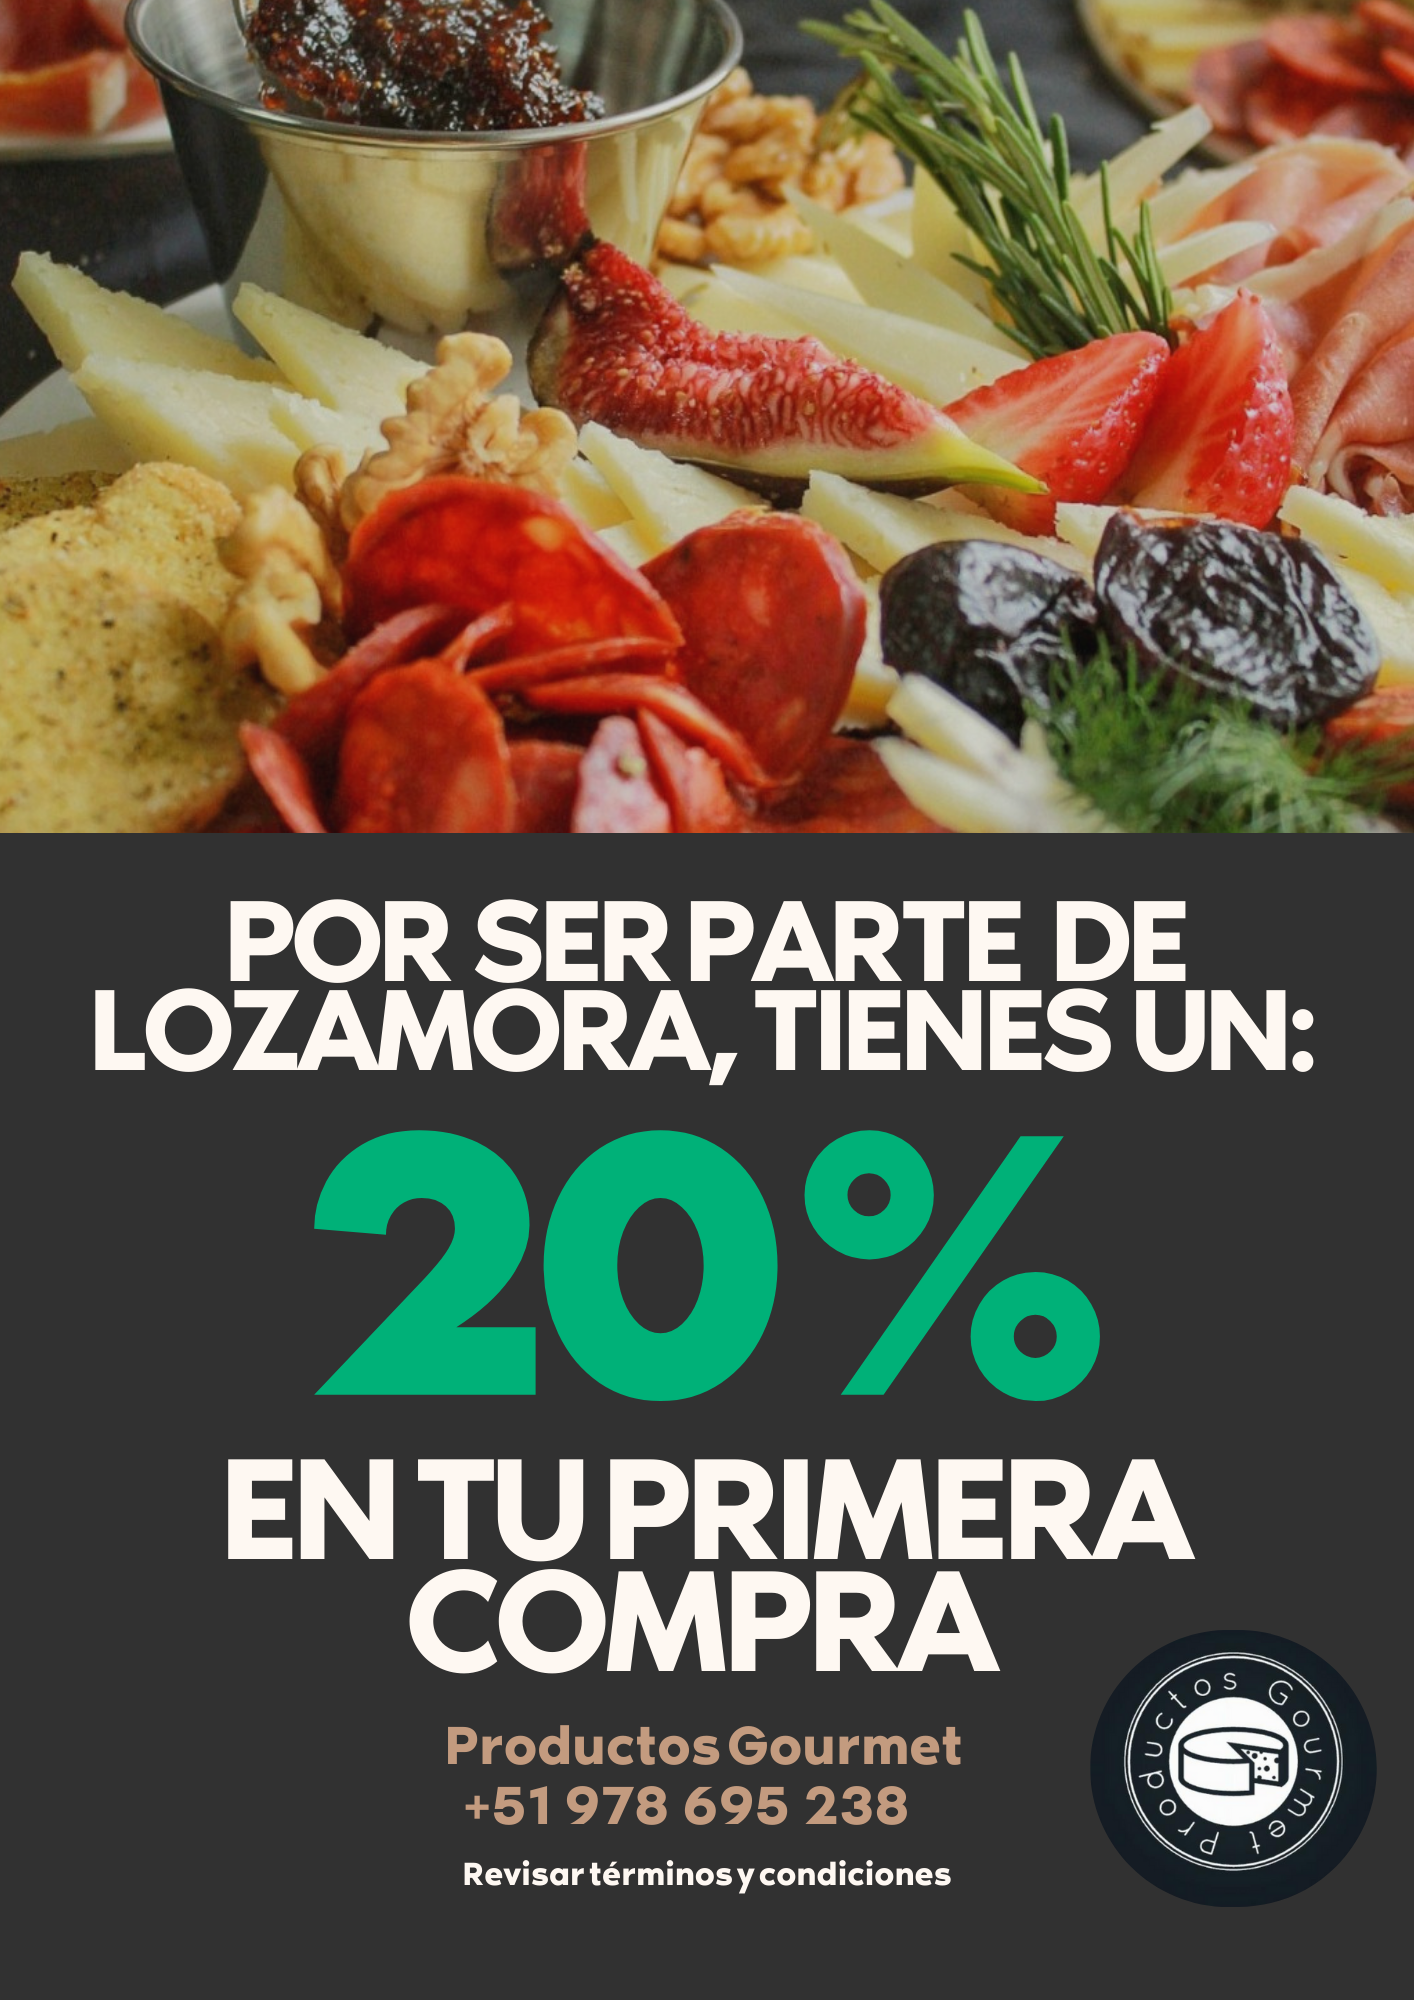 POR SER PARTE DE
LOZAMORA, TIENES UN:
20%
EN TU PRIMERA
COMPRA
Productos Gourmet
+51 978 695 238
Revisar términos y condiciones
Productos Gourmet